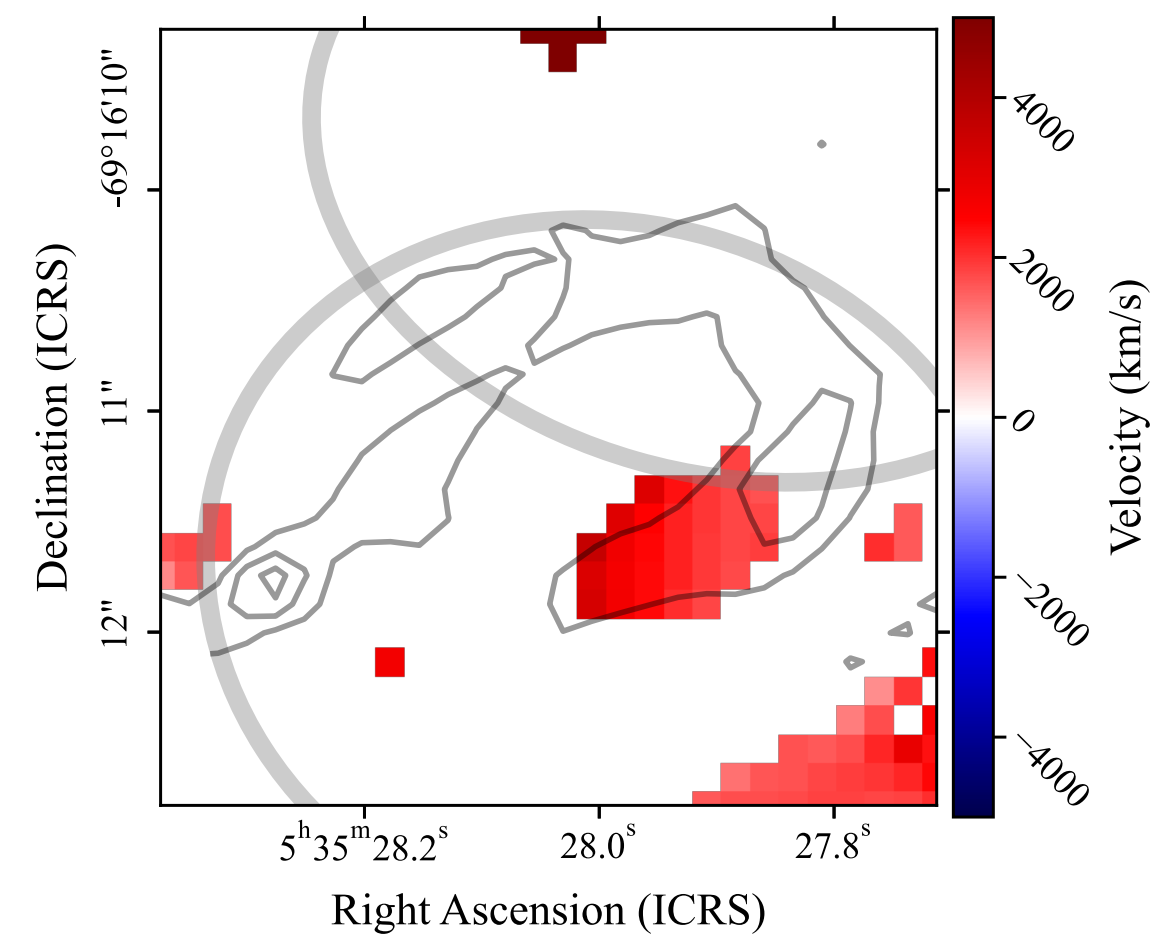 -69°16'10"
11"
12"
Declination (ICRS)
5ʰ35ᵐ28.2ˢ
28.0ˢ
27.8ˢ
Right Ascension (ICRS)
4000
2000
0
−2000
−4000
Velocity (km/s)